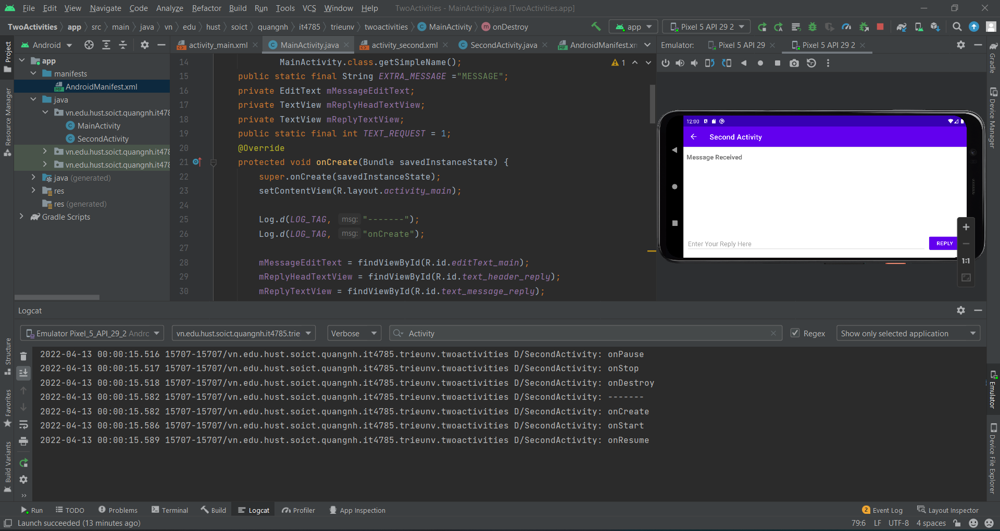 File Edit View Navigate Code Analyze Refactor Build Run Tools VCS Window Help TwoActivities - MainActivity.java [TwoActivities.app]
TwoActivities app src main java vn edu hust soict quangnh it4785 trieunv twoactivities MainActivity onDestroy app Pixel 5 API 29 2
Project
Resource Manager
Structure
Favorites
Build Variants
Android
app
manifests
AndroidManifest.xml
java
vn.edu.hust.soict.quangnh.it478
MainActivity
SecondActivity
vn.edu.hust.soict.quangnh.it478
vn.edu.hust.soict.quangnh.it478
java (generated)
res
res (generated)
Gradle Scripts
activity_main.xml MainActivity.java activity_second.xml SecondActivity.java AndroidManifest.xn
1
14 MainActivity.class.getSimpleName();
15 public static final String EXTRA_MESSAGE ="MESSAGE";
16 private EditText mMessageEditText;
17 private TextView mReplyHeadTextView;
18 private TextView mReplyTextView;
19 public static final int TEXT_REQUEST = 1;
20 @Override
21 protected void onCreate(Bundle savedInstanceState) {
22 super.onCreate(savedInstanceState);
23 setContentView(R.layout.activity_main);
24
25 Log.d(LOG_TAG, msg: "-------");
26 Log.d(LOG_TAG, msg: "onCreate");
27
28 mMessageEditText = findViewById(R.id.editText_main);
29 mReplyHeadTextView = findViewById(R.id.text_header_reply);
30 mReplyTextView = findViewById(R.id.text_message_reply);
Emulator: Pixel 5 API 29 Pixel 5 API 29 2
12:00
Second Activity
Message Received
Enter Your Reply Here REPLY
1:1
Gradle
Device Manager
Emulator
Device File Explorer
Logcat
Emulator Pixel_5_API_29_2 Andrc vn.edu.hust.soict.quangnh.it4785.trie Verbose Activity Regex Show only selected application
2022-04-13 00:00:15.516 15707-15707/vn.edu.hust.soict.quangnh.it4785.trieunv.twoactivities D/SecondActivity: onPause
2022-04-13 00:00:15.517 15707-15707/vn.edu.hust.soict.quangnh.it4785.trieunv.twoactivities D/SecondActivity: onStop
2022-04-13 00:00:15.518 15707-15707/vn.edu.hust.soict.quangnh.it4785.trieunv.twoactivities D/SecondActivity: onDestroy
2022-04-13 00:00:15.582 15707-15707/vn.edu.hust.soict.quangnh.it4785.trieunv.twoactivities D/SecondActivity: -------
2022-04-13 00:00:15.582 15707-15707/vn.edu.hust.soict.quangnh.it4785.trieunv.twoactivities D/SecondActivity: onCreate
2022-04-13 00:00:15.586 15707-15707/vn.edu.hust.soict.quangnh.it4785.trieunv.twoactivities D/SecondActivity: onStart
2022-04-13 00:00:15.589 15707-15707/vn.edu.hust.soict.quangnh.it4785.trieunv.twoactivities D/SecondActivity: onResume
Run TODO Problems Terminal Build Logcat Profiler App Inspection 2 Event Log Layout Inspector
Launch succeeded (13 minutes ago) 79:6 LF UTF-8 4 spaces